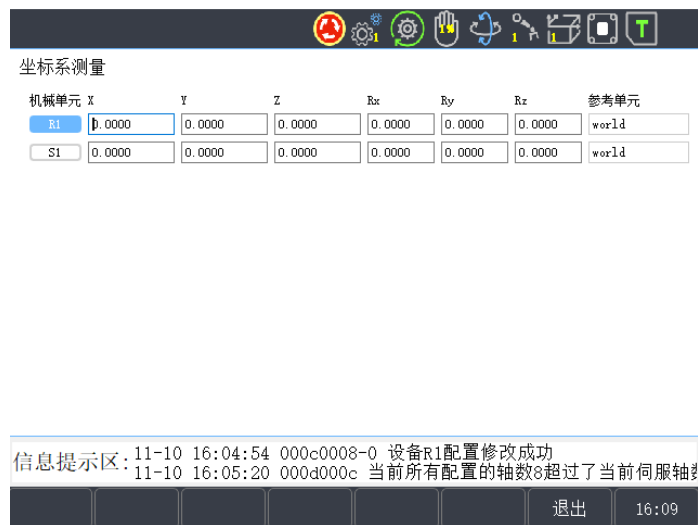 1
1%
1
1
T
坐标系测量
机械单元 X Y Z Rx Ry Rz 参考单元
R1 0.0000 0.0000 0.0000 0.0000 0.0000 0.0000 world
S1 0.0000 0.0000 0.0000 0.0000 0.0000 0.0000 world
信息提示区:
11-10 16:04:54 000c0008-0 设备R1配置修改成功
11-10 16:05:20 000d000c 当前所有配置的轴数8超过了当前伺服轴数
退出 16:09